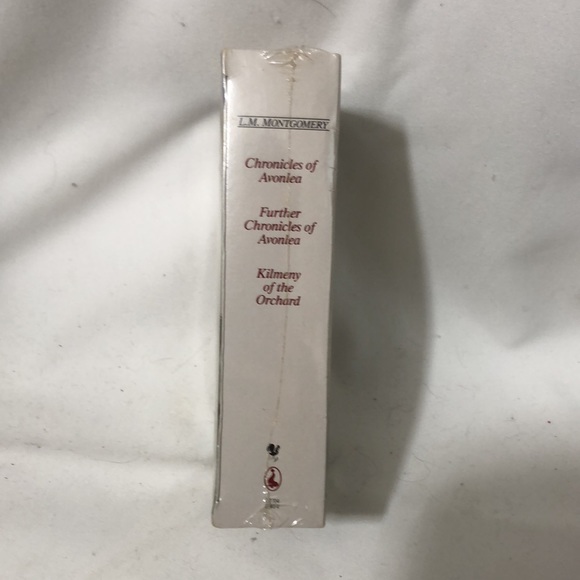 L.M. MONTGOMERY
Chronicles of
Avonlea
Further
Chronicles of
Avonlea
Kilmeny
of the
Orchard